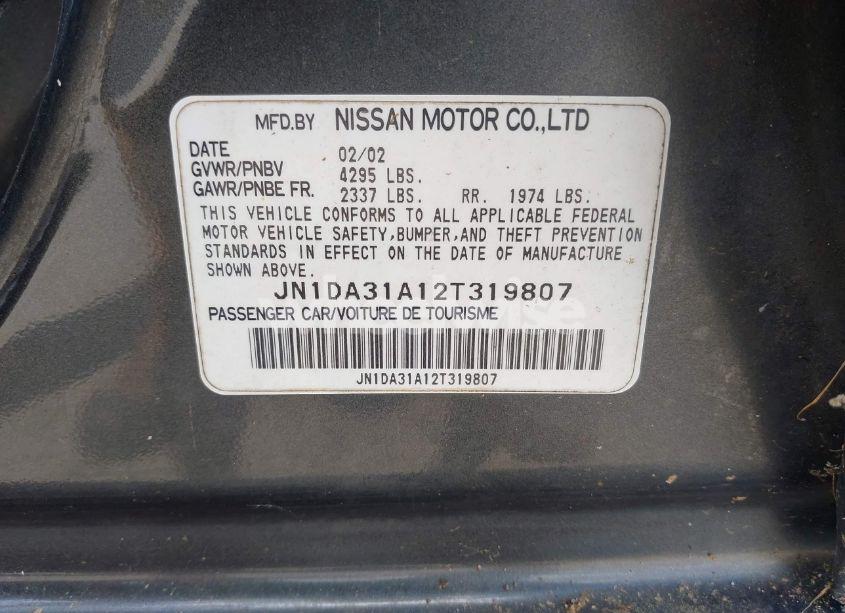 MFD.BY NISSAN MOTOR CO.,LTD
DATE 02/02
GVWR/PNBV 4295 LBS.
GAWR/PNBE FR. 2337 LBS. RR. 1974 LBS.
THIS VEHICLE CONFORMS TO ALL APPLICABLE FEDERAL
MOTOR VEHICLE SAFETY,BUMPER,AND THEFT PREVENTION
STANDARDS IN EFFECT ON THE DATE OF MANUFACTURE
SHOWN ABOVE.
JN1DA31A12T319807
PASSENGER CAR/VOITURE DE TOURISME
JN1DA31A12T319807